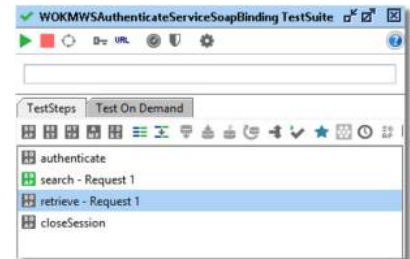 WOKMWSAuthenticateServiceSoapBinding TestSuite
URL
TestSteps Test On Demand
authenticate
search - Request 1
retrieve - Request 1
closeSession